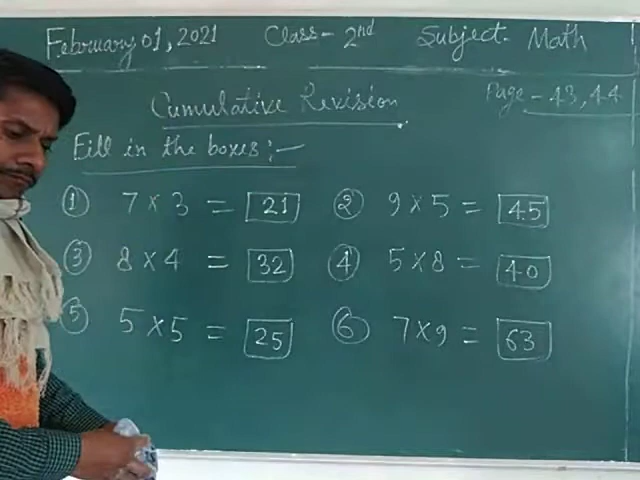 February 01, 2021 Class- 2nd Subject- Math
Cumulative Revision Page - 43, 44
Fill in the boxes:-
① 7 × 3 = 21 ② 9 × 5 = 45
③ 8 × 4 = 32 ④ 5 × 8 = 40
⑤ 5 × 5 = 25 ⑥ 7 × 9 = 63